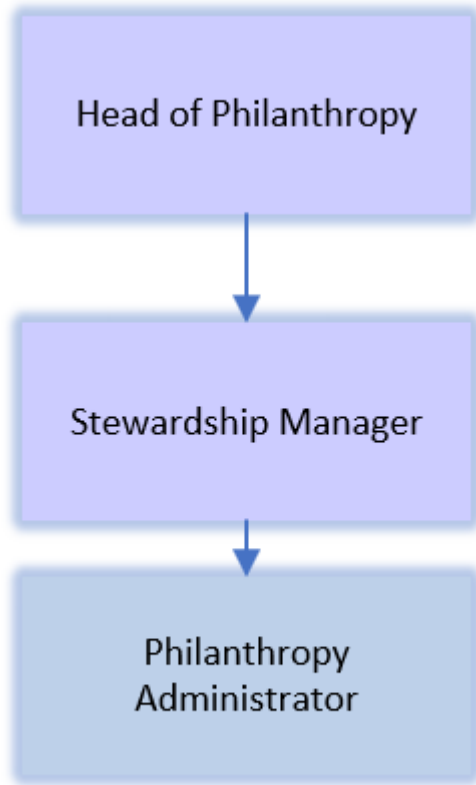 Head of Philanthropy
Stewardship Manager
Philanthropy
Administrator